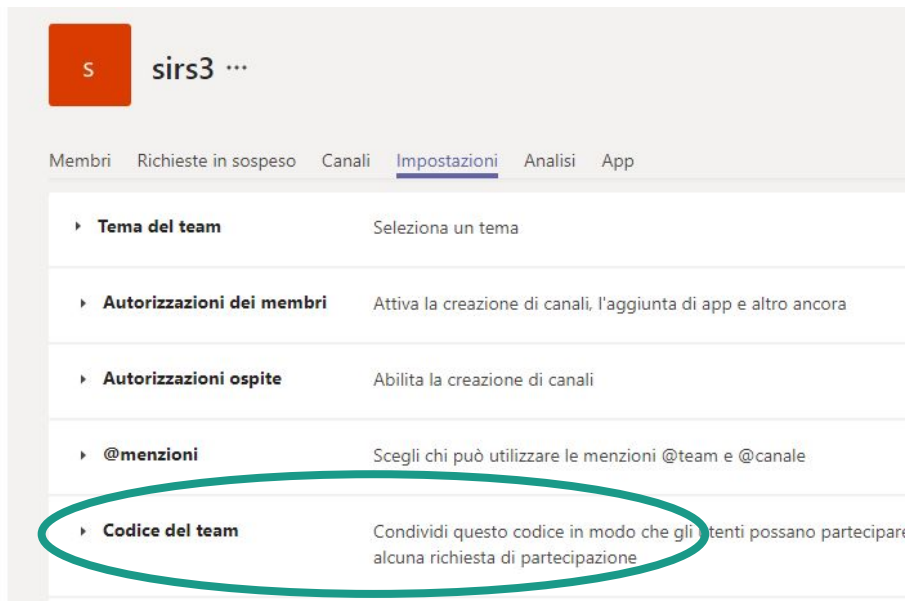 S
sirs3 ...
Membri Richieste in sospeso Canali Impostazioni Analisi App
Tema del team Seleziona un tema
Autorizzazioni dei membri Attiva la creazione di canali, l'aggiunta di app e altro ancora
Autorizzazioni ospite Abilita la creazione di canali
@menzioni Scegli chi può utilizzare le menzioni @team e @canale
Codice del team Condividi questo codice in modo che gli utenti possano partecipare
alcuna richiesta di partecipazione